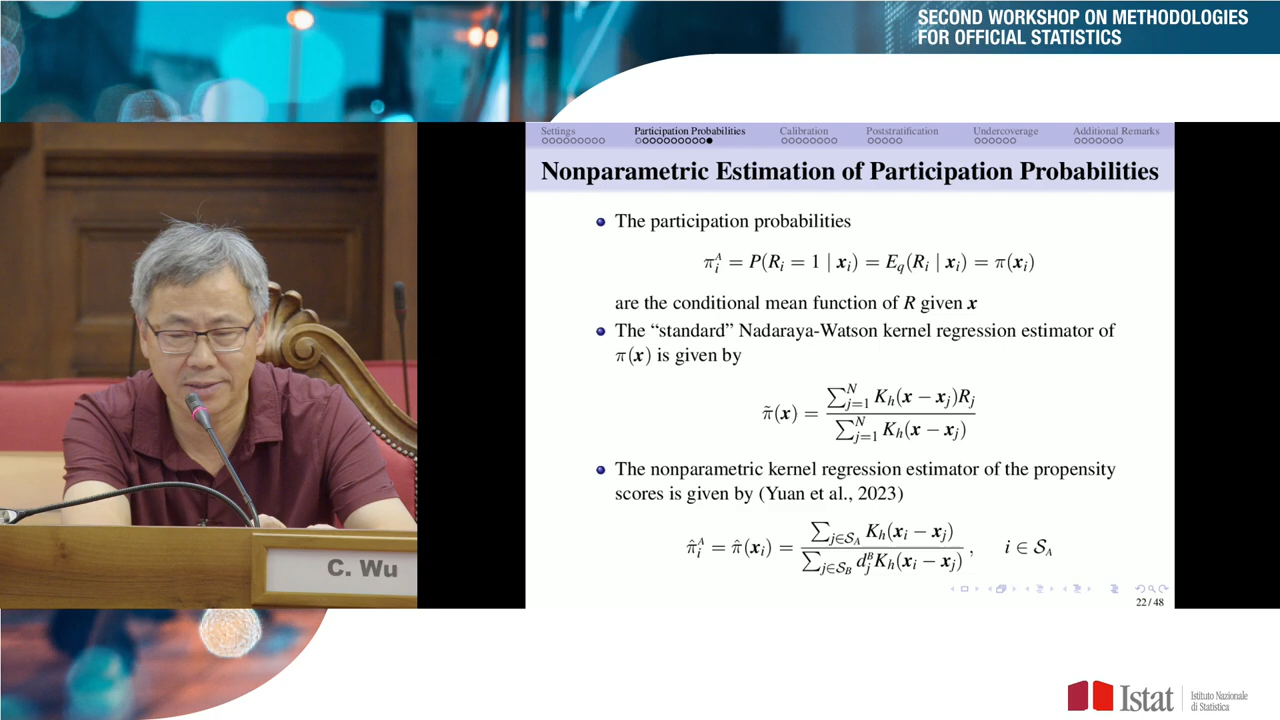 SECOND WORKSHOP ON METHODOLOGIES
FOR OFFICIAL STATISTICS
Settings Participation Probabilities Calibration Poststratification Undercoverage Additional Remarks
Nonparametric Estimation of Participation Probabilities
The participation probabilities
π_i^A = P(R_i = 1 | x_i) = E_q(R_i | x_i) = π(x_i)
are the conditional mean function of R given x
The “standard” Nadaraya-Watson kernel regression estimator of
π(x) is given by
π̃(x) = \frac{∑_{j=1}^N K_h(x − x_j)R_j}{∑_{j=1}^N K_h(x − x_j)}
The nonparametric kernel regression estimator of the propensity
scores is given by (Yuan et al., 2023)
π̂_i^A = π̂(x_i) = \frac{∑_{j∈S_A} K_h(x_i − x_j)}{∑_{j∈S_B} d_j^B K_h(x_i − x_j)} , i ∈ S_A
22 / 48
C. Wu
Istat
Istituto Nazionale
di Statistica